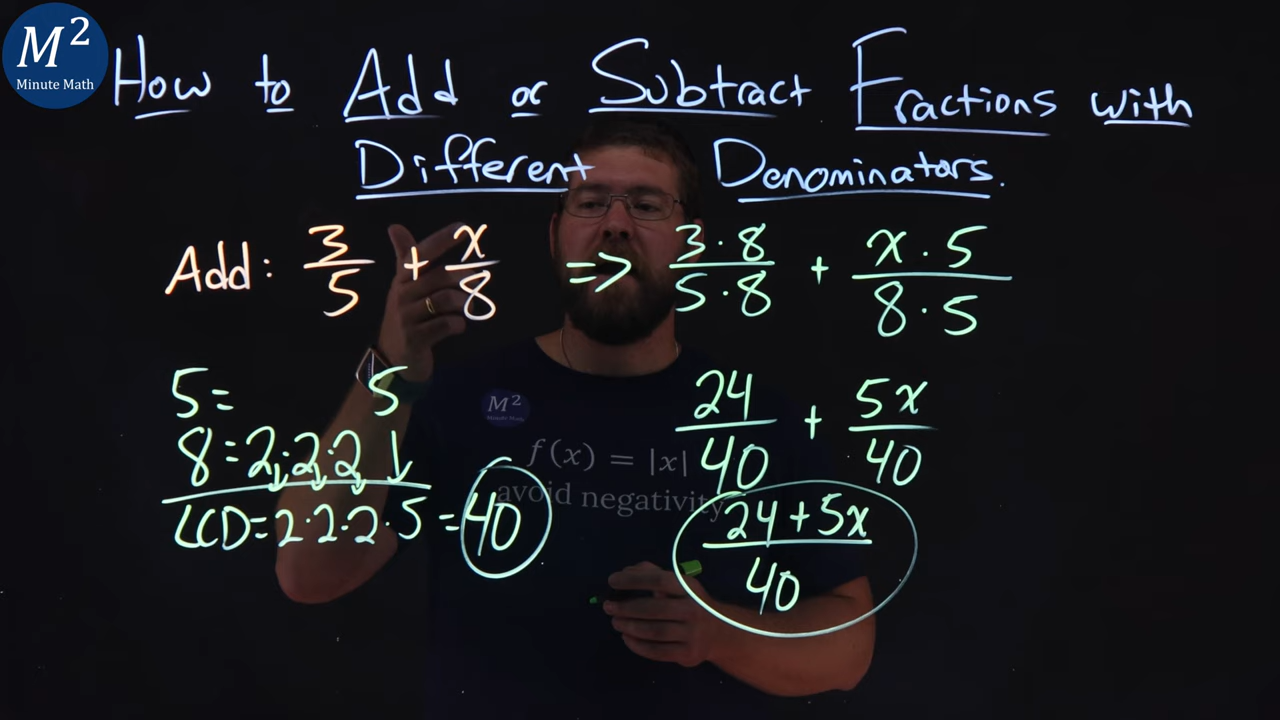 M²
Minute Math
How to Add or Subtract Fractions with
Different Denominators.
Add: 3/5 + x/8 => 3·8/5·8 + x·5/8·5
5= 5
8=2·2·2
LCD=2·2·2·5=40
24/40 + 5x/40
24+5x/40
M²
Minute Math
f(x) = |x|
avoid negativity